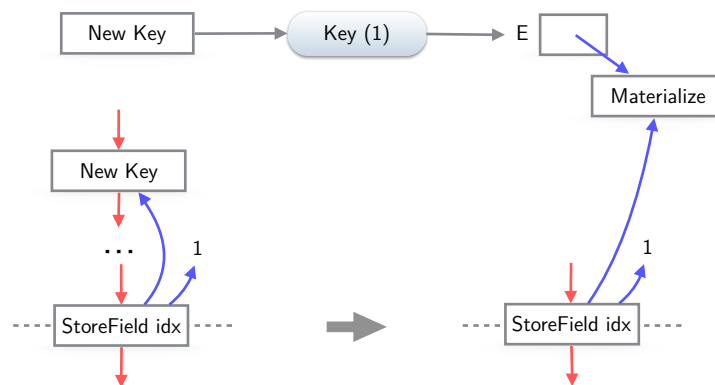 New Key
Key (1)
E
Materialize
New Key
...
1
StoreField idx
1
StoreField idx